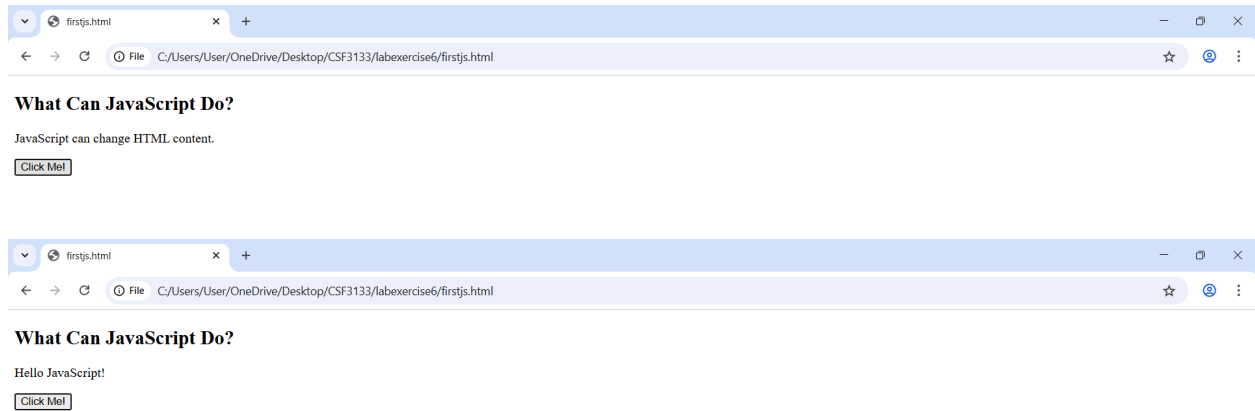 firstjs.html
File C:/Users/User/OneDrive/Desktop/CSF3133/labexercise6/firstjs.html
What Can JavaScript Do?
JavaScript can change HTML content.
Click Me!
firstjs.html
File C:/Users/User/OneDrive/Desktop/CSF3133/labexercise6/firstjs.html
What Can JavaScript Do?
Hello JavaScript!
Click Me!